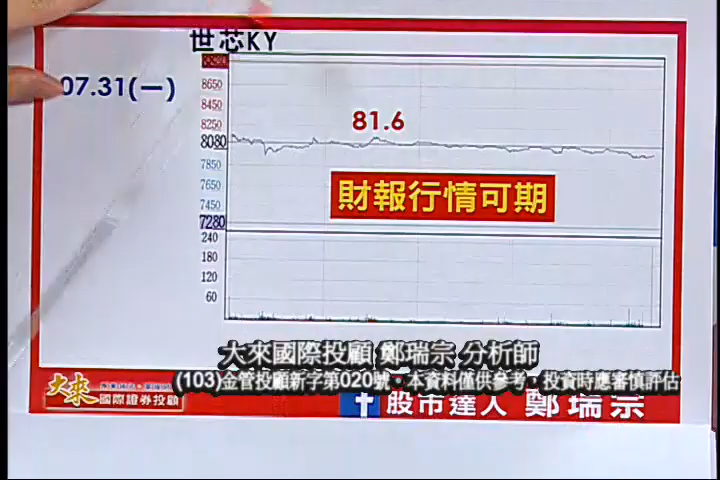 世芯KY
07.31(一)
8650
8450
8250
8080
7850
7650
7450
7280
240
180
120
60
81.6
財報行情可期
大來國際投顧 鄭瑞宗 分析師
(103)金管投顧新字第020號‧本資料僅供參考‧投資時應審慎評估
大來
國際證券投顧
股市達人 鄭瑞宗